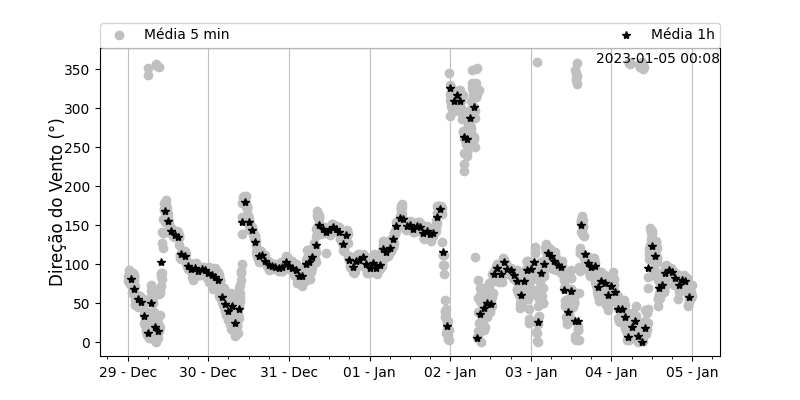 Média 5 min
Média 1h
2023-01-05 00:08
Direção do Vento (°)
350
300
250
200
150
100
50
0
29 - Dec
30 - Dec
31 - Dec
01 - Jan
02 - Jan
03 - Jan
04 - Jan
05 - Jan